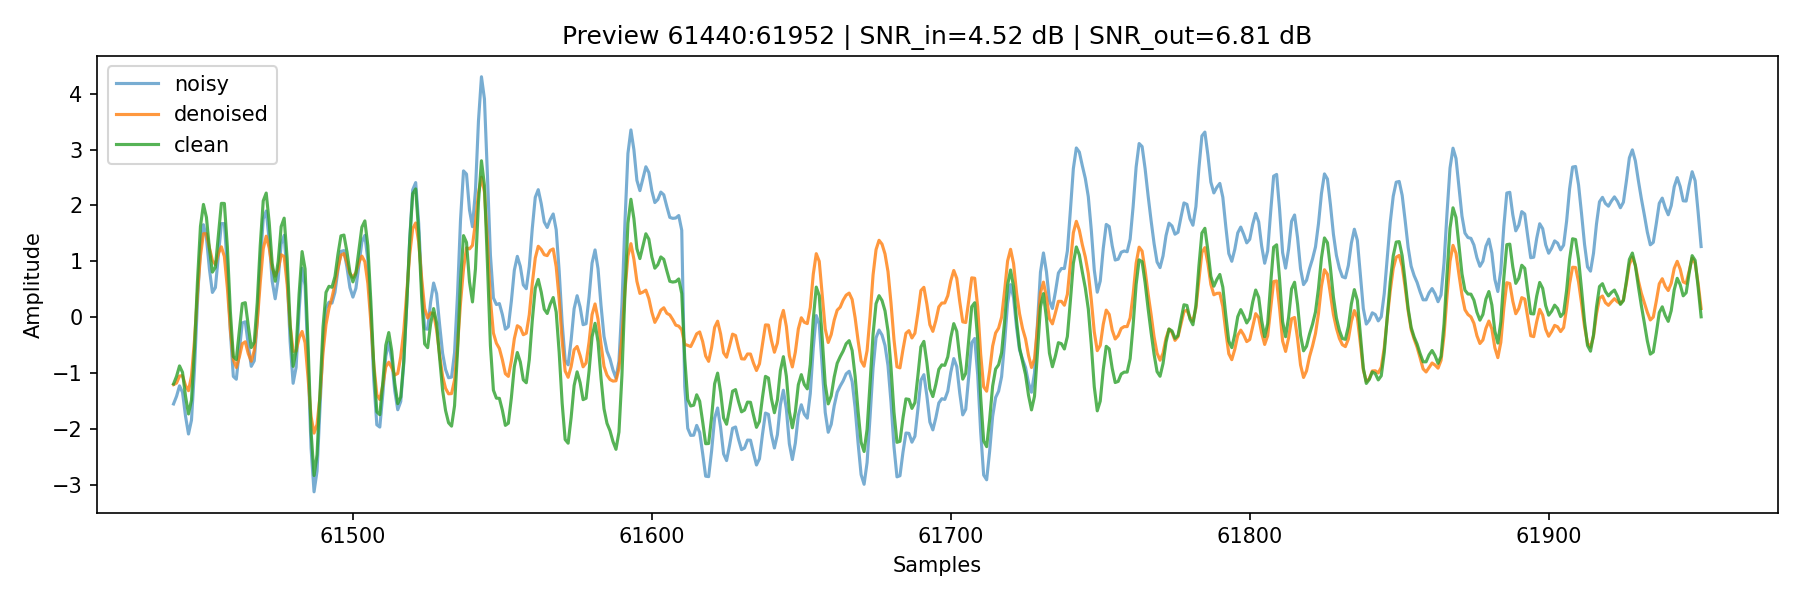 Preview 61440:61952 | SNR_in=4.52 dB | SNR_out=6.81 dB
noisy
denoised
clean
4
3
2
1
0
−1
−2
−3
Amplitude
61500 61600 61700 61800 61900
Samples